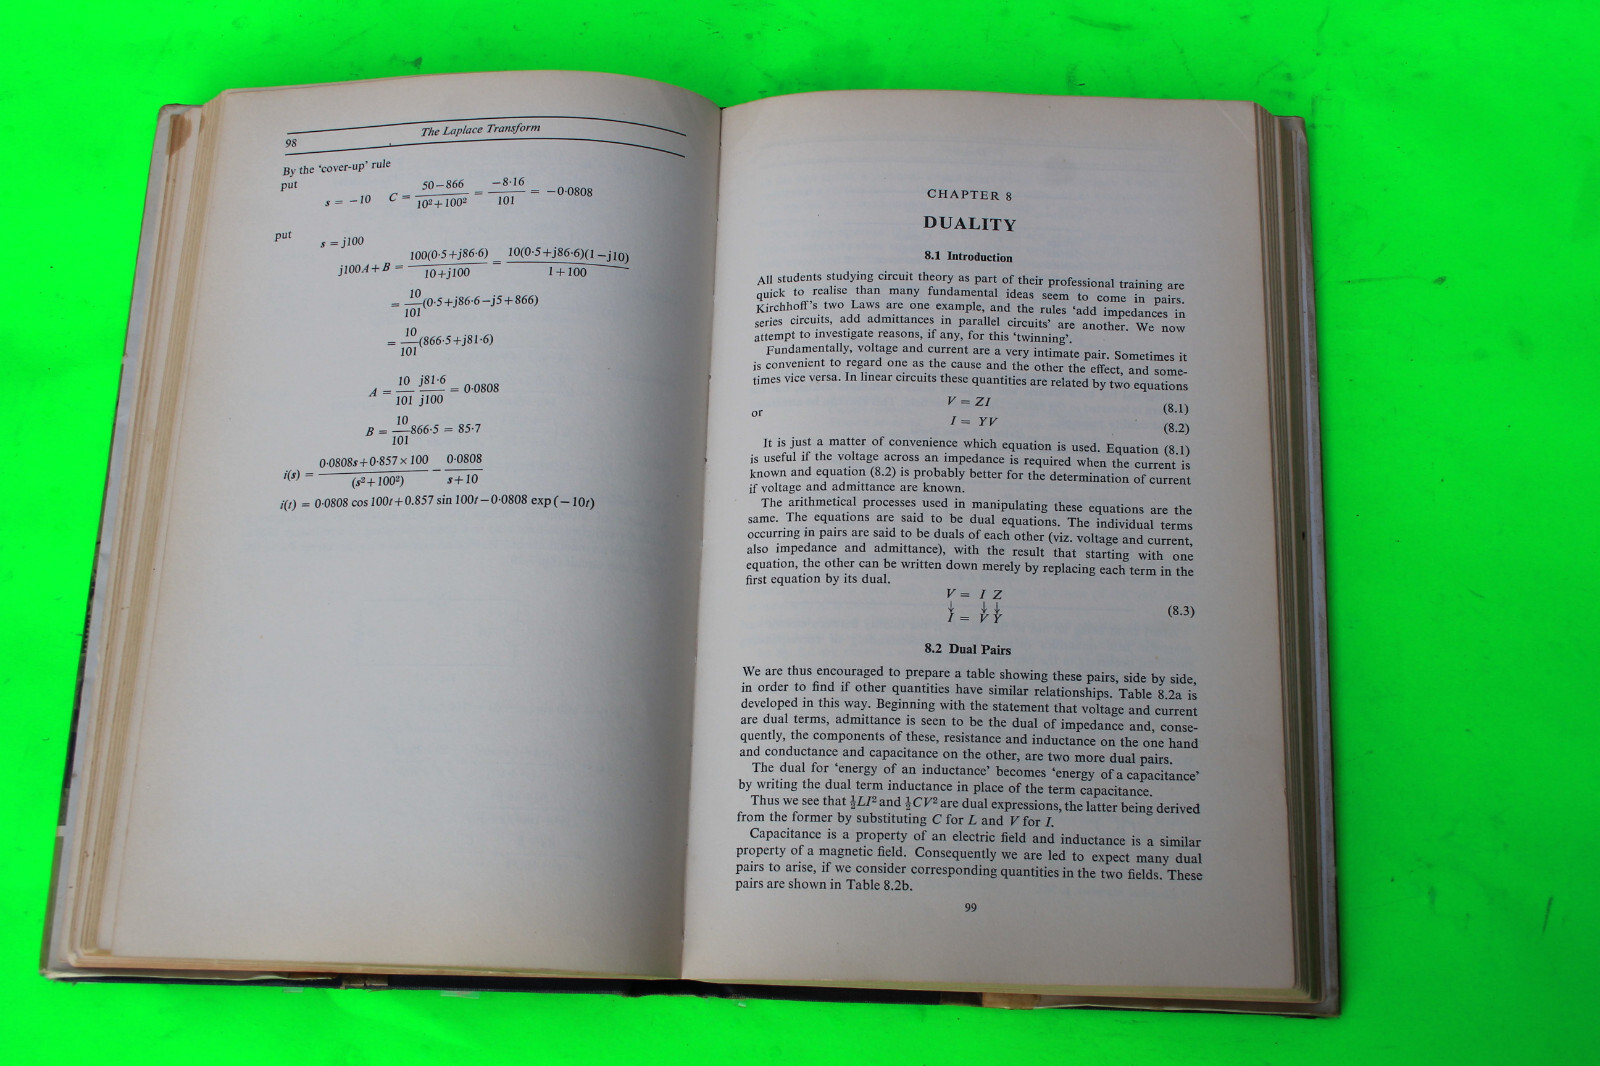 98
The Laplace Transform
By the ‘cover-up’ rule
put
s = −10 C = 50−866 / 10²+100² = −8·16 / 101 = −0·0808
put
s = j100
j100A+B = 100(0·5+j86·6) / 10+j100 = 10(0·5+j86·6)(1−j10) / 1+100
= 10/101 (0·5+j86·6−j5+866)
= 10/101 (866·5+j81·6)
A = 10/101 j81·6/j100 = 0·0808
B = 10/101 866·5 = 85·7
i(s) = 0·0808s+0·857×100 / (s²+100²) − 0·0808 / s+10
i(t) = 0·0808 cos 100t+0.857 sin 100t−0·0808 exp(−10t)
CHAPTER 8
DUALITY
8.1 Introduction
All students studying circuit theory as part of their professional training are
quick to realise than many fundamental ideas seem to come in pairs.
Kirchhoff’s two Laws are one example, and the rules ‘add impedances in
series circuits, add admittances in parallel circuits’ are another. We now
attempt to investigate reasons, if any, for this ‘twinning’.
Fundamentally, voltage and current are a very intimate pair. Sometimes it
is convenient to regard one as the cause and the other the effect, and some-
times vice versa. In linear circuits these quantities are related by two equations
V = ZI (8.1)
or
I = YV (8.2)
It is just a matter of convenience which equation is used. Equation (8.1)
is useful if the voltage across an impedance is required when the current is
known and equation (8.2) is probably better for the determination of current
if voltage and admittance are known.
The arithmetical processes used in manipulating these equations are the
same. The equations are said to be dual equations. The individual terms
occurring in pairs are said to be duals of each other (viz. voltage and current,
also impedance and admittance), with the result that starting with one
equation, the other can be written down merely by replacing each term in the
first equation by its dual.
V = I Z
↓ ↓ ↓ (8.3)
I = V Y
8.2 Dual Pairs
We are thus encouraged to prepare a table showing these pairs, side by side,
in order to find if other quantities have similar relationships. Table 8.2a is
developed in this way. Beginning with the statement that voltage and current
are dual terms, admittance is seen to be the dual of impedance and, conse-
quently, the components of these, resistance and inductance on the one hand
and conductance and capacitance on the other, are two more dual pairs.
The dual for ‘energy of an inductance’ becomes ‘energy of a capacitance’
by writing the dual term inductance in place of the term capacitance.
Thus we see that ½LI² and ½CV² are dual expressions, the latter being derived
from the former by substituting C for L and V for I.
Capacitance is a property of an electric field and inductance is a similar
property of a magnetic field. Consequently we are led to expect many dual
pairs to arise, if we consider corresponding quantities in the two fields. These
pairs are shown in Table 8.2b.
99